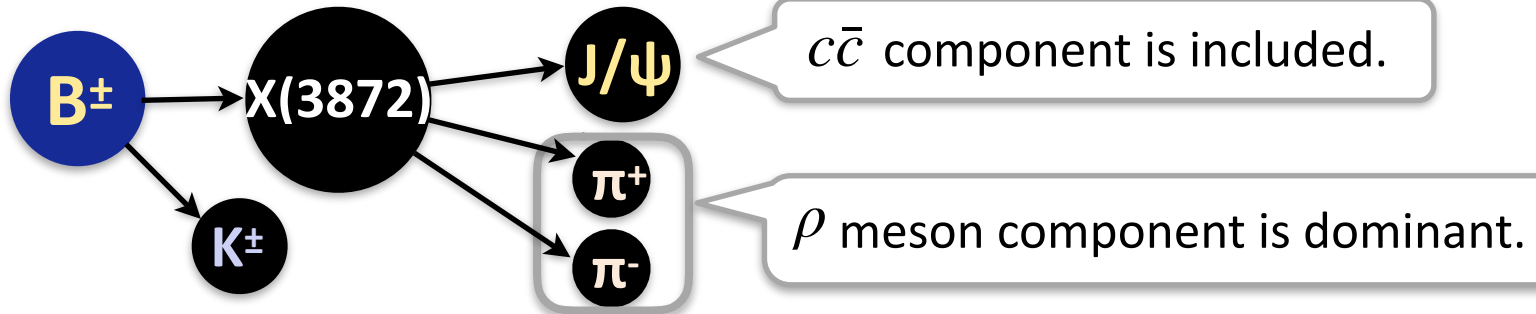 B±
X(3872)
J/ψ
cc̄ component is included.
K±
π⁺
π⁻
ρ meson component is dominant.